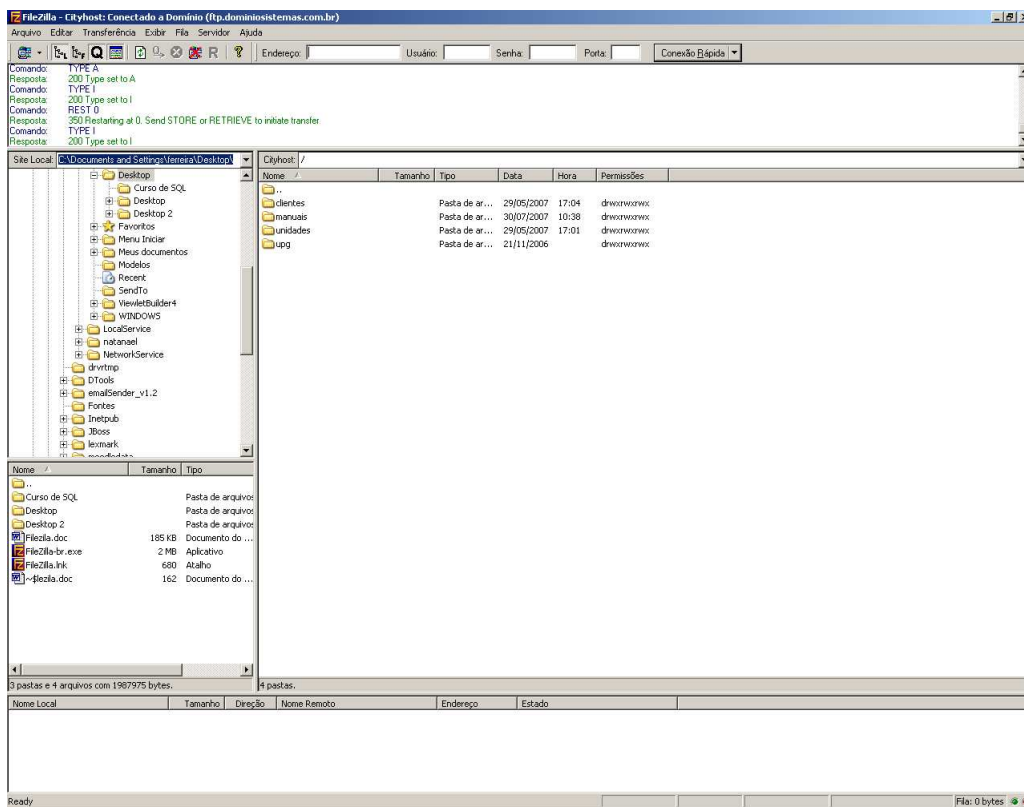 FileZilla - Cityhost: Conectado a Domínio (ftp.dominiosistemas.com.br)
Arquivo Editar Transferência Exibir Fila Servidor Ajuda
Endereço: Usuário: Senha: Porta: Conexão Rápida
Comando: TYPE A
Resposta: 200 Type set to A
Comando: TYPE I
Resposta: 200 Type set to I
Comando: REST 0
Resposta: 350 Restarting at 0. Send STORE or RETRIEVE to initiate transfer
Comando: TYPE I
Resposta: 200 Type set to I
Site Local: C:\Documents and Settings\ferreira\Desktop\
Desktop
Curso de SQL
Desktop
Desktop 2
Favoritos
Menu Iniciar
Meus documentos
Modelos
Recent
SendTo
ViewletBuilder4
WINDOWS
LocalService
natanael
NetworkService
drvrtmp
DTools
emailSender_v1.2
Fontes
Inetpub
JBoss
lexmark
moodledata
Nome Tamanho Tipo
..
Curso de SQL Pasta de arquivos
Desktop Pasta de arquivos
Desktop 2 Pasta de arquivos
Filezila.doc 185 KB Documento do ...
FileZilla-br.exe 2 MB Aplicativo
FileZilla.lnk 680 Atalho
~$lezila.doc 162 Documento do ...
3 pastas e 4 arquivos com 1987975 bytes.
Cityhost: /
Nome Tamanho Tipo Data Hora Permissões
..
clientes Pasta de ar... 29/05/2007 17:04 drwxrwxrwx
manuais Pasta de ar... 30/07/2007 10:38 drwxrwxrwx
unidades Pasta de ar... 29/05/2007 17:01 drwxrwxrwx
upg Pasta de ar... 21/11/2006 drwxrwxrwx
4 pastas.
Nome Local Tamanho Direção Nome Remoto Endereço Estado
Ready Fila: 0 bytes